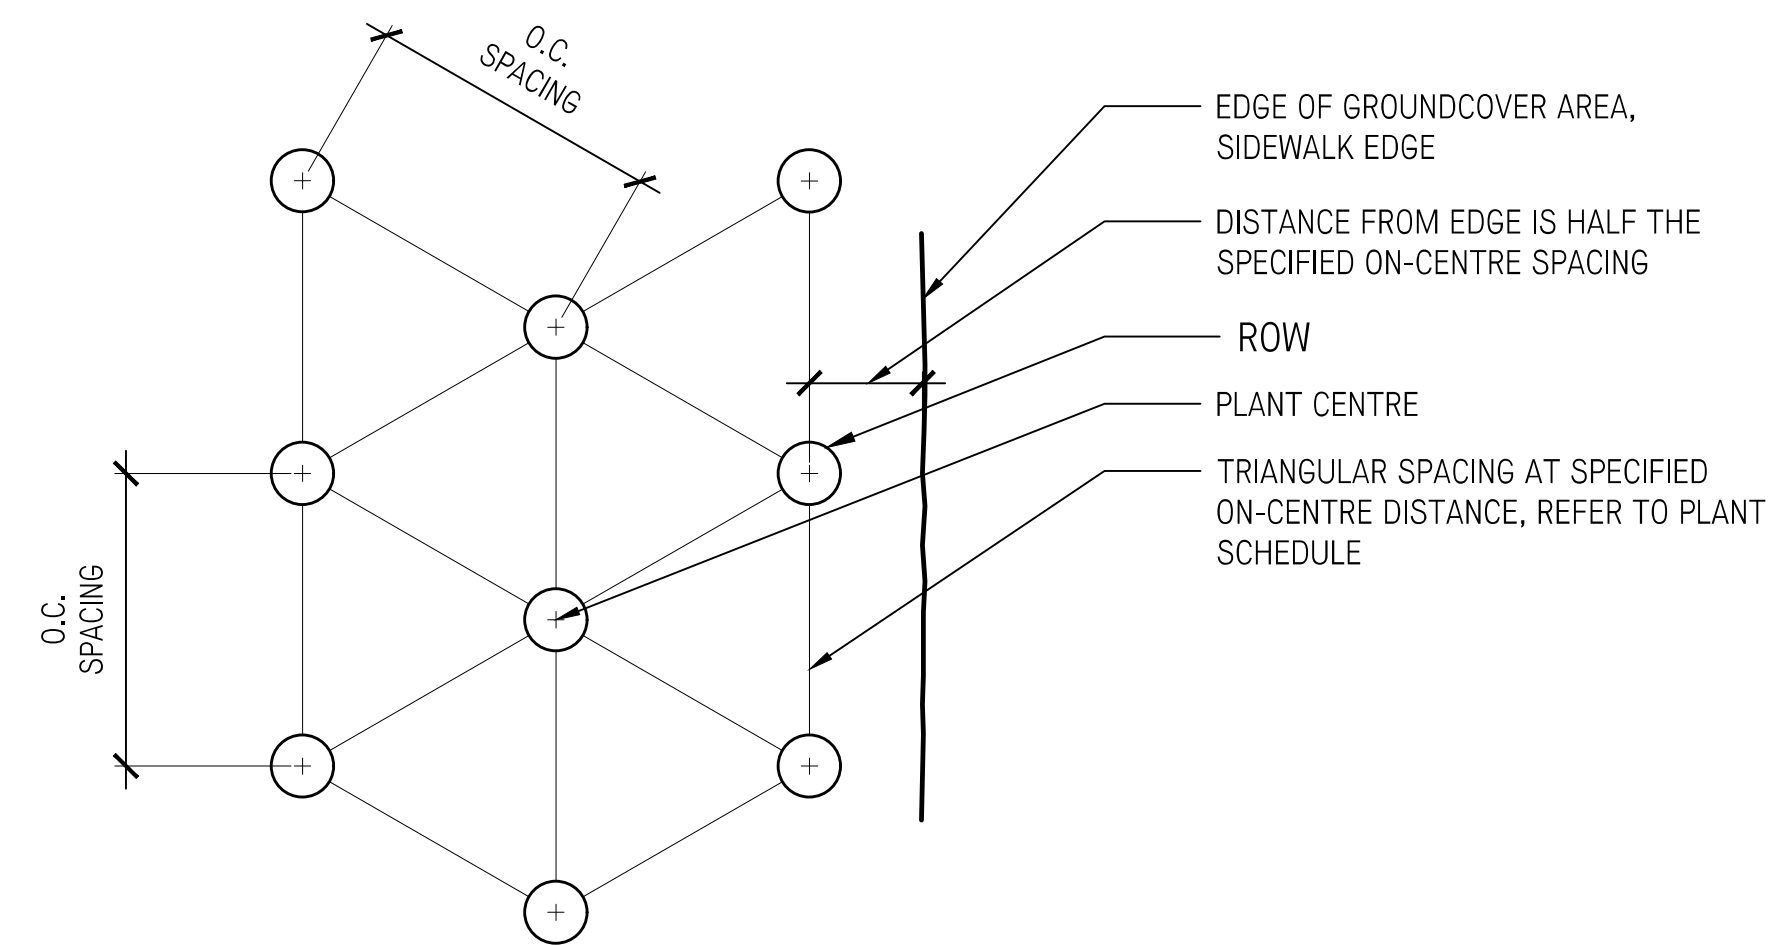 O.C.
SPACING
EDGE OF GROUNDCOVER AREA,
SIDEWALK EDGE
DISTANCE FROM EDGE IS HALF THE
SPECIFIED ON-CENTRE SPACING
ROW
PLANT CENTRE
TRIANGULAR SPACING AT SPECIFIED
ON-CENTRE DISTANCE, REFER TO PLANT
SCHEDULE
O.C.
SPACING